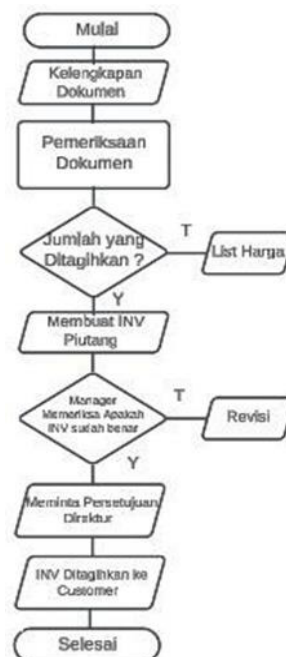 Mulai
Kelengkapan
Dokumen
Pemeriksaan
Dokumen
Jumlah yang
Ditagihkan ?
T
List Harga
Y
Membuat INV
Piutang
Manager
Memeriksa Apakah
INV sudah benar
T
Revisi
Y
Meminta Persetujuan
Direktur
INV Ditagihkan ke
Customer
Selesai